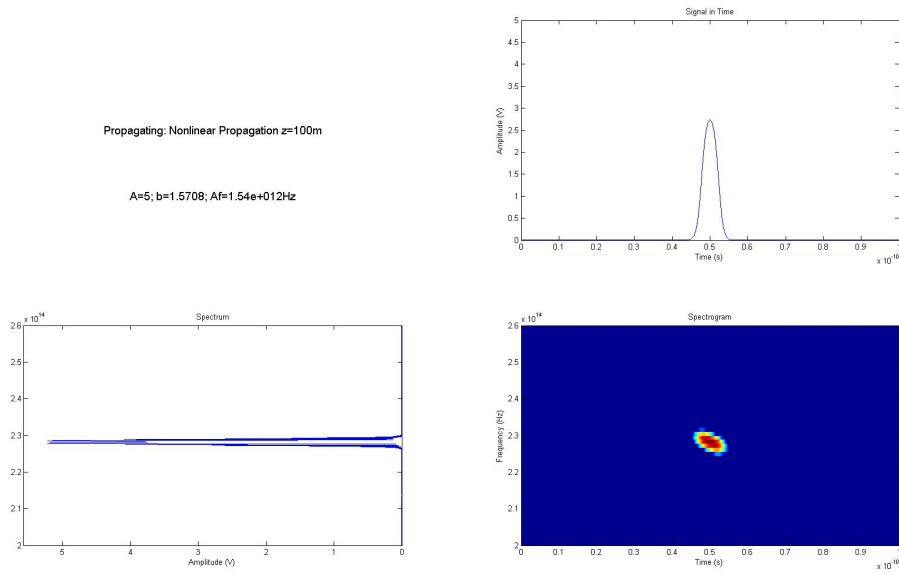 Signal in Time
5
4.5
4
3.5
3
2.5
2
1.5
1
0.5
0
Amplitude (V)
0 0.1 0.2 0.3 0.4 0.5 0.6 0.7 0.8 0.9 1
Time (s)
Propagating: Nonlinear Propagation z=100m
A=5; b=1.5708; Af=1.54e+012Hz
x 10^14
Spectrum
2.6
2.5
2.4
2.3
2.2
2.1
2
5 4 3 2 1 0
Amplitude (V)
x 10^14
Spectrogram
2.6
2.5
2.4
2.3
2.2
2.1
2
Frequency (Hz)
0 0.1 0.2 0.3 0.4 0.5 0.6 0.7 0.8 0.9
Time (s)